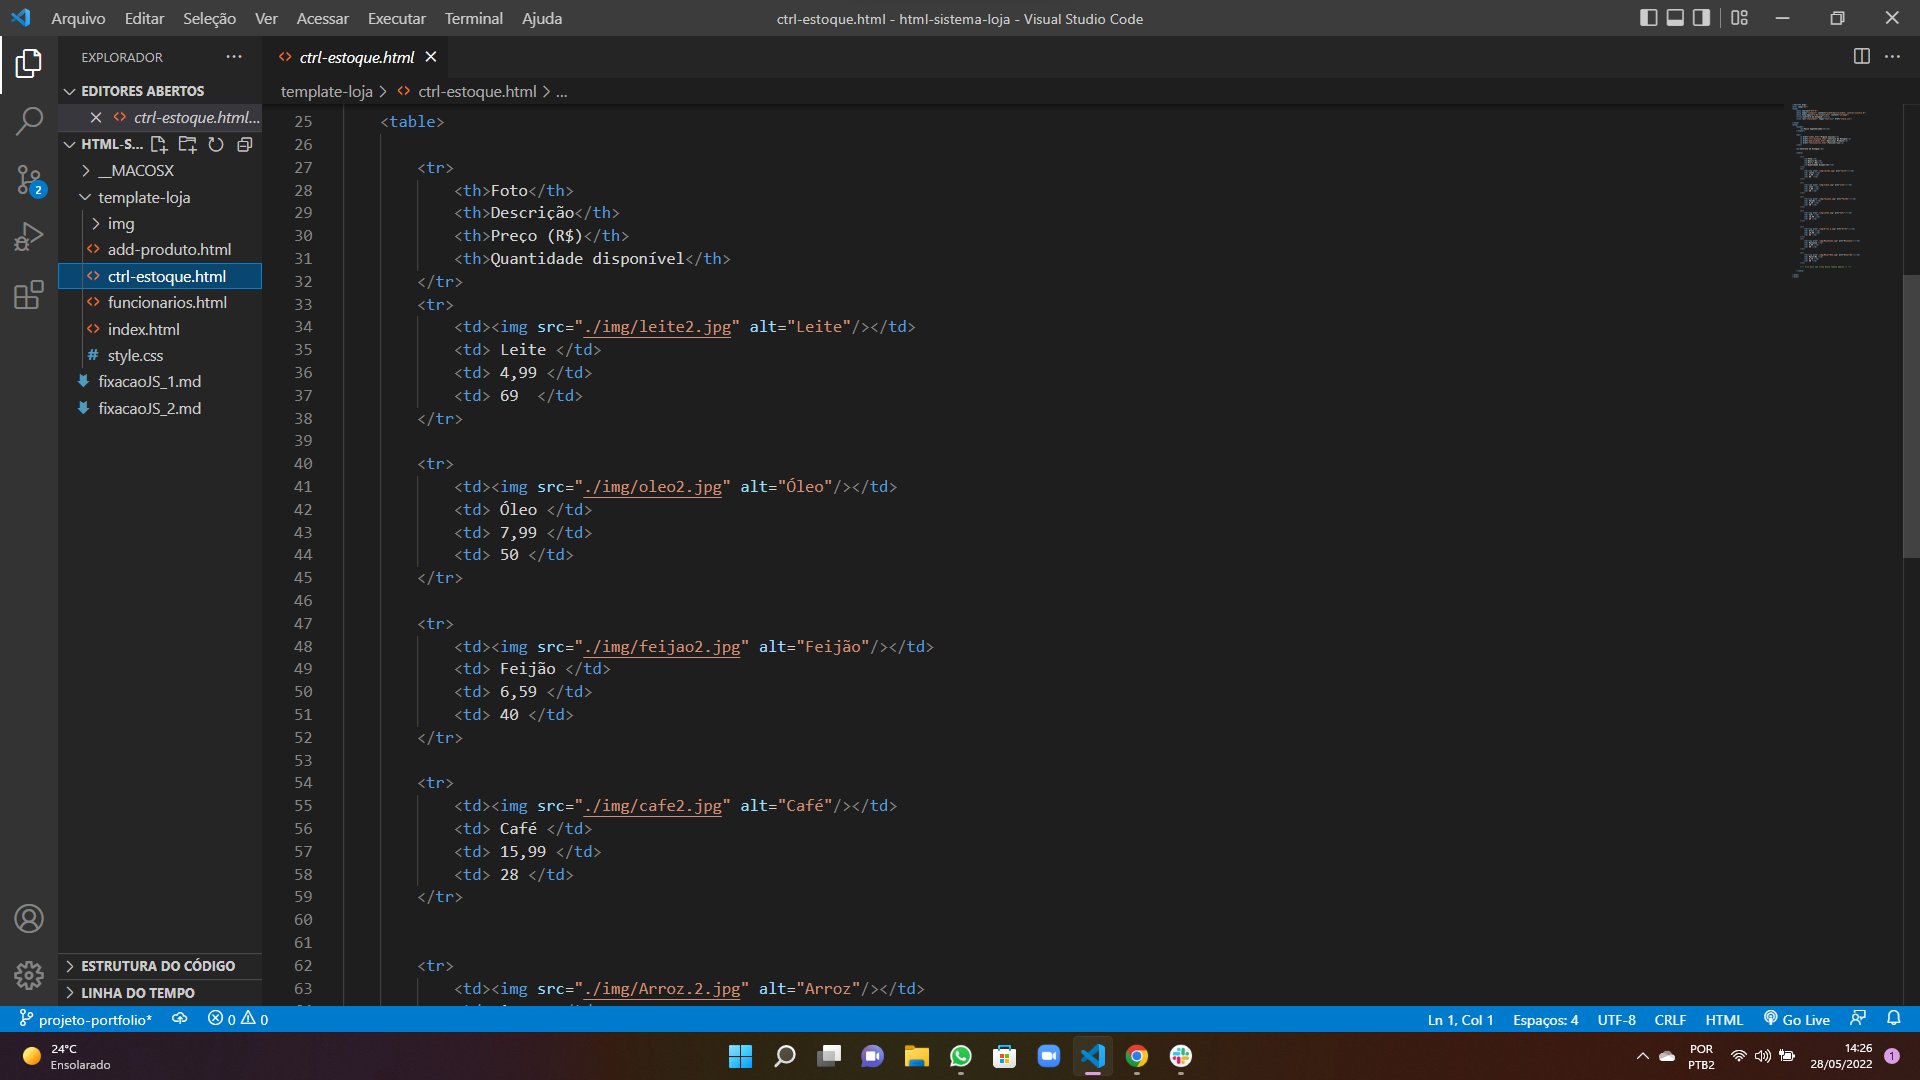 Arquivo Editar Seleção Ver Acessar Executar Terminal Ajuda
ctrl-estoque.html - html-sistema-loja - Visual Studio Code
EXPLORADOR
EDITORES ABERTOS
ctrl-estoque.html...
HTML-S...
__MACOSX
template-loja
img
add-produto.html
ctrl-estoque.html
funcionarios.html
index.html
# style.css
fixacaoJS_1.md
fixacaoJS_2.md
ESTRUTURA DO CÓDIGO
LINHA DO TEMPO
2
ctrl-estoque.html
template-loja > ctrl-estoque.html > ...
25 <table>
26
27 <tr>
28 <th>Foto</th>
29 <th>Descrição</th>
30 <th>Preço (R$)</th>
31 <th>Quantidade disponível</th>
32 </tr>
33 <tr>
34 <td><img src="./img/leite2.jpg" alt="Leite"/></td>
35 <td> Leite </td>
36 <td> 4,99 </td>
37 <td> 69  </td>
38 </tr>
39
40 <tr>
41 <td><img src="./img/oleo2.jpg" alt="Óleo"/></td>
42 <td> Óleo </td>
43 <td> 7,99 </td>
44 <td> 50 </td>
45 </tr>
46
47 <tr>
48 <td><img src="./img/feijao2.jpg" alt="Feijão"/></td>
49 <td> Feijão </td>
50 <td> 6,59 </td>
51 <td> 40 </td>
52 </tr>
53
54 <tr>
55 <td><img src="./img/cafe2.jpg" alt="Café"/></td>
56 <td> Café </td>
57 <td> 15,99 </td>
58 <td> 28 </td>
59 </tr>
60
61
62 <tr>
63 <td><img src="./img/Arroz.2.jpg" alt="Arroz"/></td>
projeto-portfolio* 0 0
Ln 1, Col 1 Espaços: 4 UTF-8 CRLF HTML Go Live
24°C
Ensolarado
POR
PTB2
14:26
28/05/2022
1